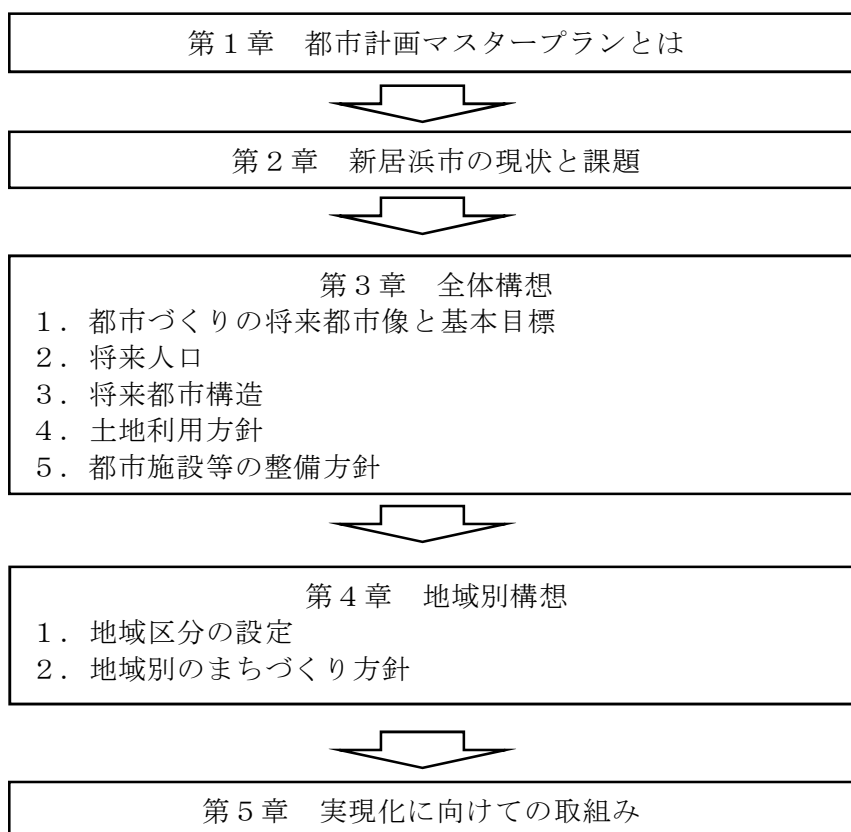 第１章　都市計画マスタープランとは
第２章　新居浜市の現状と課題
第３章　全体構想
１．都市づくりの将来都市像と基本目標
２．将来人口
３．将来都市構造
４．土地利用方針
５．都市施設等の整備方針
第４章　地域別構想
１．地域区分の設定
２．地域別のまちづくり方針
第５章　実現化に向けての取組み